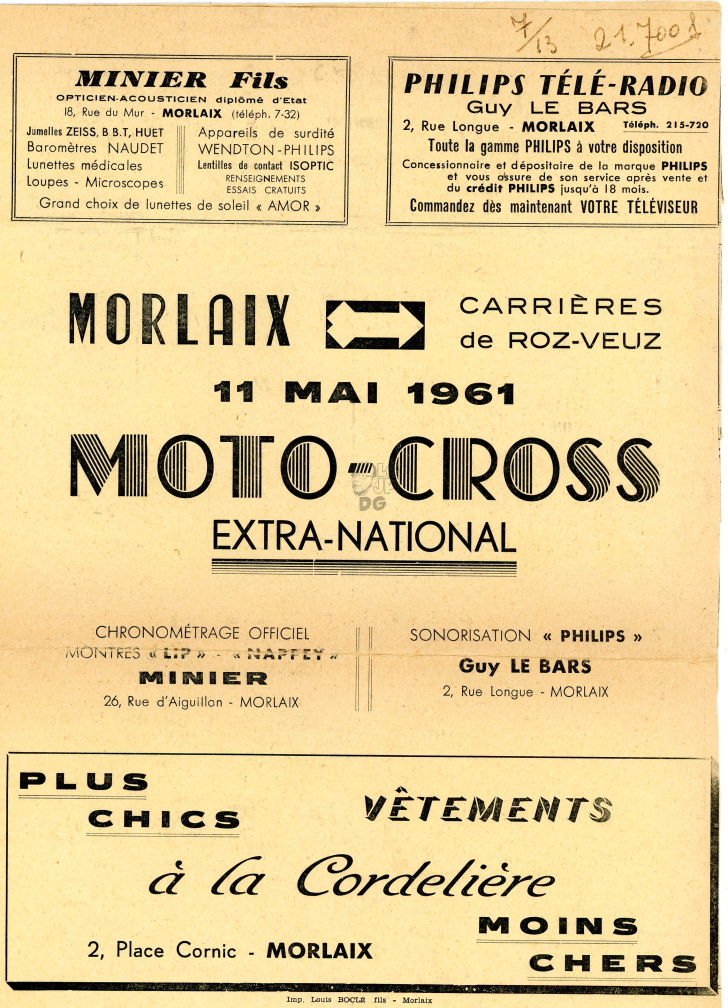 7/13 21.700
MINIER Fils
OPTICIEN-ACOUSTICIEN diplômé d'Etat
18, Rue du Mur - MORLAIX (téléph. 7-32)
Jumelles ZEISS, B.B.T, HUET
Baromètres NAUDET
Lunettes médicales
Loupes - Microscopes
Appareils de surdité
WENDTON-PHILIPS
Lentilles de contact ISOPTIC
RENSEIGNEMENTS
ESSAIS GRATUITS
Grand choix de lunettes de soleil « AMOR »
PHILIPS TÉLÉ-RADIO
Guy LE BARS
2, Rue Longue - MORLAIX Téléph. 215-720
Toute la gamme PHILIPS à votre disposition
Concessionnaire et dépositaire de la marque PHILIPS
et vous assure de son service après vente et
du crédit PHILIPS jusqu'à 18 mois.
Commandez dès maintenant VOTRE TÉLÉVISEUR
MORLAIX
CARRIÈRES
de ROZ-VEUZ
11 MAI 1961
MOTO-CROSS
DG
EXTRA-NATIONAL
CHRONOMÉTRAGE OFFICIEL
MONTRES « LIP » - « NAPPEY »
MINIER
26, Rue d'Aiguillon - MORLAIX
SONORISATION « PHILIPS »
Guy LE BARS
2, Rue Longue - MORLAIX
PLUS
CHICS
VÊTEMENTS
à la Cordelière
MOINS
CHERS
2, Place Cornic - MORLAIX
Imp. Louis BOCLÉ fils - Morlaix